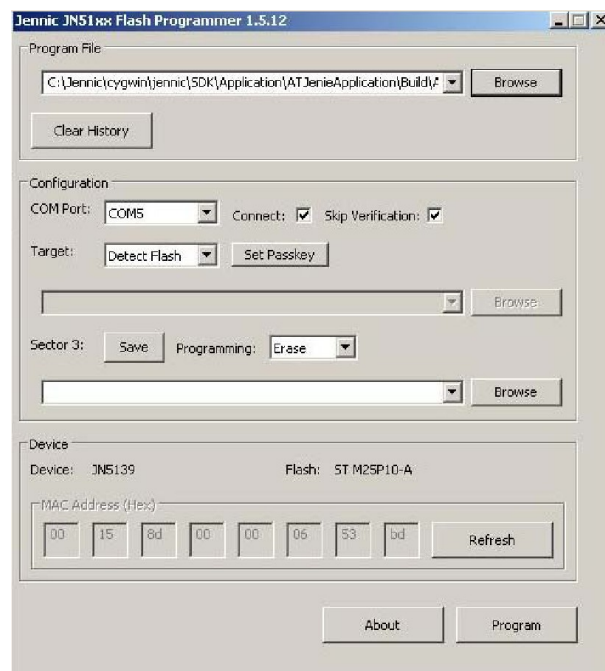 Jennic JN51xx Flash Programmer 1.5.12
Program File
C:\Jennic\cygwin\jennic\SDK\Application\ATJenieApplication\Build\A
Browse
Clear History
Configuration
COM Port: COM5 Connect: Skip Verification:
Target: Detect Flash Set Passkey
Browse
Sector 3: Save Programming: Erase
Browse
Device
Device: JN5139 Flash: ST M25P10-A
MAC Address (Hex)
00 15 8d 00 00 06 53 bd Refresh
About Program